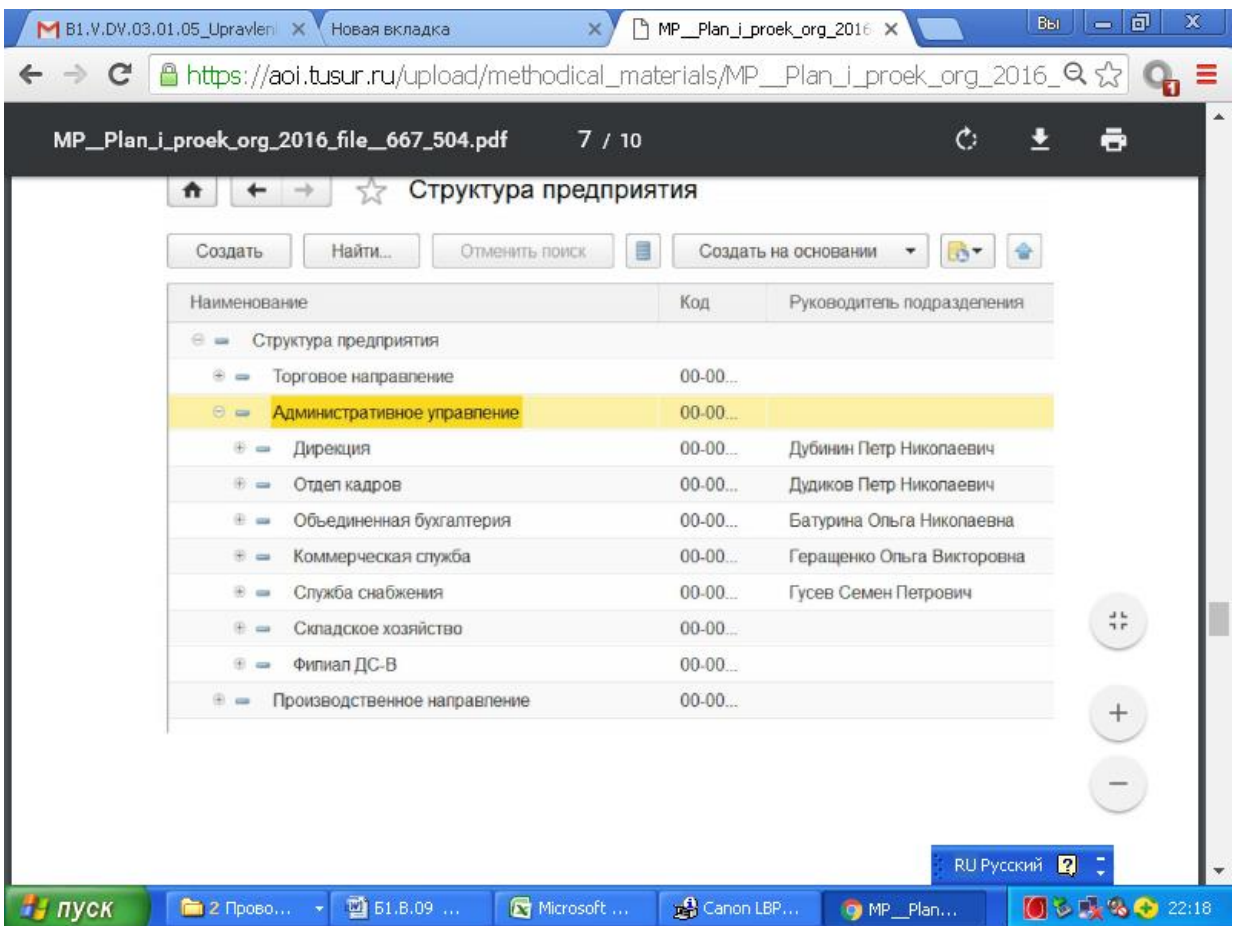 B1.V.DV.03.01.05_Upravlen
Новая вкладка
MP__Plan_i_proek_org_2016
Вы
https://aoi.tusur.ru/upload/methodical_materials/MP__Plan_i_proek_org_2016_
MP__Plan_i_proek_org_2016_file__667_504.pdf 7 / 10
Структура предприятия
Создать Найти... Отменить поиск Создать на основании
Наименование Код Руководитель подразделения
Структура предприятия
Торговое направление 00-00...
Административное управление 00-00...
Дирекция 00-00... Дубинин Петр Николаевич
Отдел кадров 00-00... Дудиков Петр Николаевич
Объединенная бухгалтерия 00-00... Батурина Ольга Николаевна
Коммерческая служба 00-00... Геращенко Ольга Викторовна
Служба снабжения 00-00... Гусев Семен Петрович
Складское хозяйство 00-00...
Филиал ДС-В 00-00...
Производственное направление 00-00...
RU Русский
пуск 2 Прово... Б1.В.09 ... Microsoft ... Canon LBP... MP__Plan... 22:18